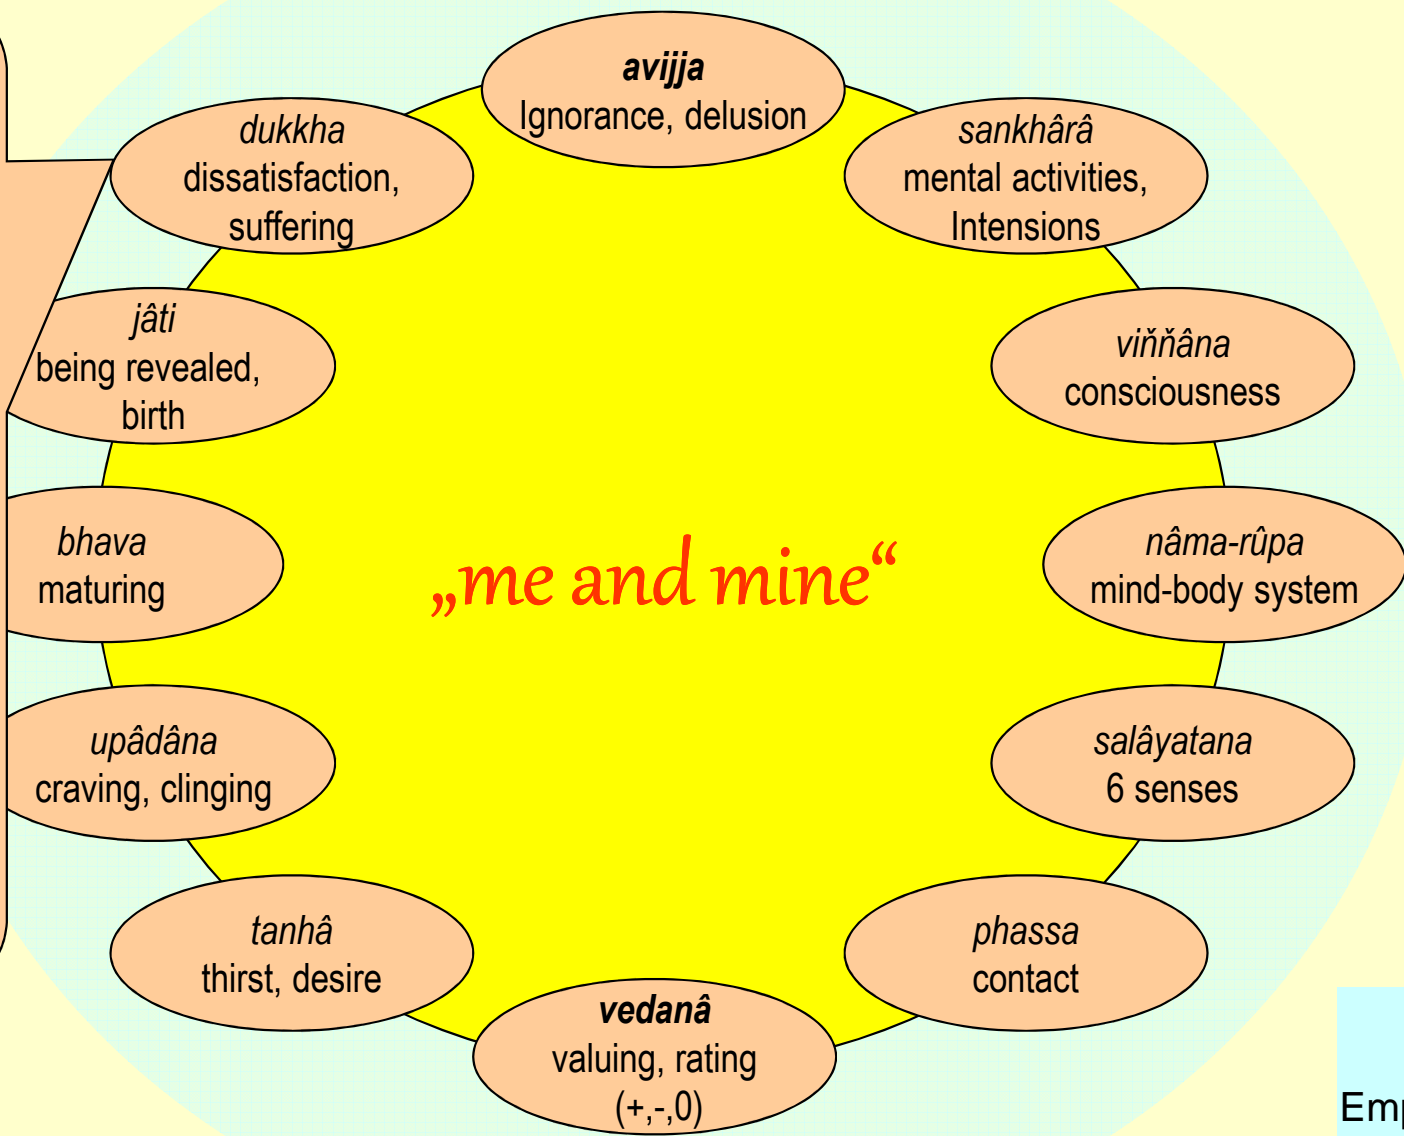 avijja
Ignorance, delusion
sankhârâ
mental activities,
Intensions
viňňâna
consciousness
nâma-rûpa
mind-body system
salâyatana
6 senses
phassa
contact
vedanâ
valuing, rating
(+,-,0)
tanhâ
thirst, desire
upâdâna
craving, clinging
bhava
maturing
jâti
being revealed,
birth
dukkha
dissatisfaction,
suffering
„me and mine“